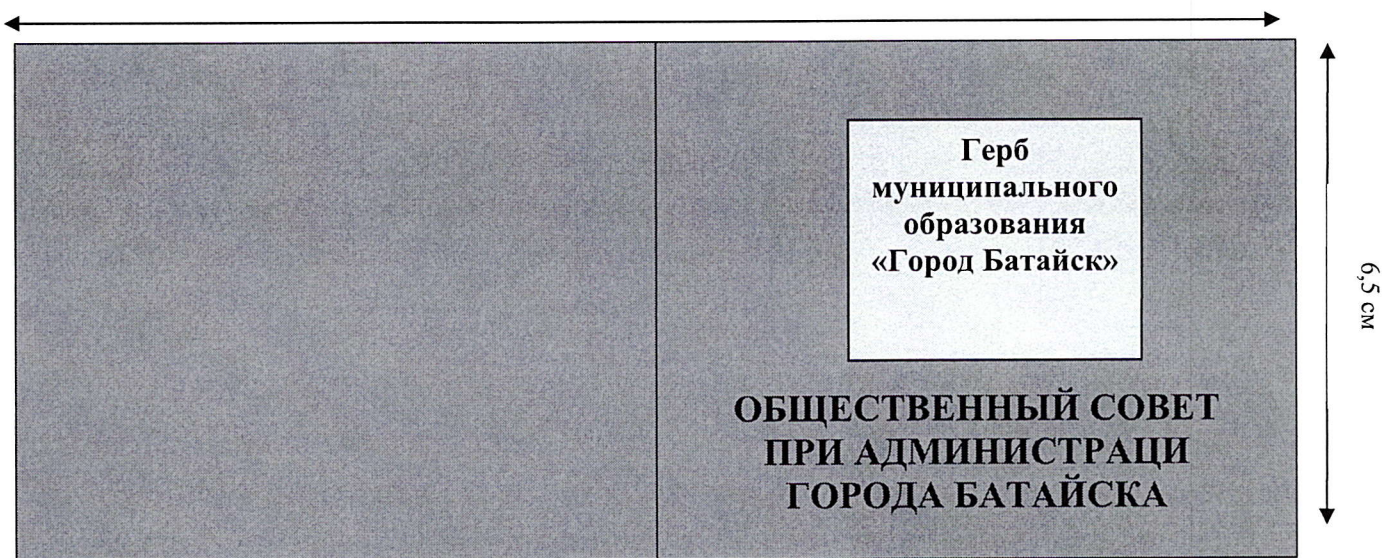 Герб
муниципального
образования
«Город Батайск»
6,5 см
ОБЩЕСТВЕННЫЙ СОВЕТ
ПРИ АДМИНИСТРАЦИ
ГОРОДА БАТАЙСКА